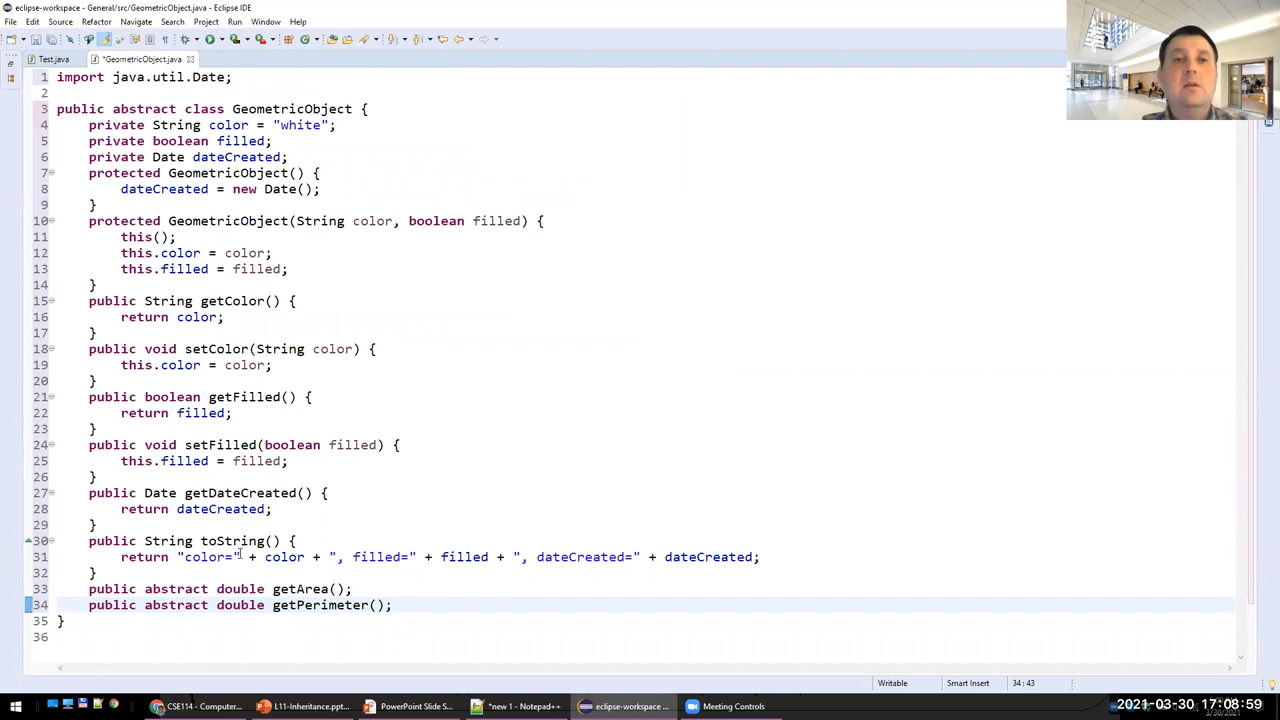 eclipse-workspace - General/src/GeometricObject.java - Eclipse IDE
File Edit Source Refactor Navigate Search Project Run Window Help
Test.java *GeometricObject.java
1 import java.util.Date;
2
3 public abstract class GeometricObject {
4 private String color = "white";
5 private boolean filled;
6 private Date dateCreated;
7 protected GeometricObject() {
8 dateCreated = new Date();
9 }
10 protected GeometricObject(String color, boolean filled) {
11 this();
12 this.color = color;
13 this.filled = filled;
14 }
15 public String getColor() {
16 return color;
17 }
18 public void setColor(String color) {
19 this.color = color;
20 }
21 public boolean getFilled() {
22 return filled;
23 }
24 public void setFilled(boolean filled) {
25 this.filled = filled;
26 }
27 public Date getDateCreated() {
28 return dateCreated;
29 }
30 public String toString() {
31 return "color=" + color + ", filled=" + filled + ", dateCreated=" + dateCreated;
32 }
33 public abstract double getArea();
34 public abstract double getPerimeter();
35 }
36
Writable Smart Insert 34 : 43
CSE114 - Computer... L11-Inheritance.ppt... PowerPoint Slide S... *new 1 - Notepad++ eclipse-workspace ... Meeting Controls 2021-03-30 17:08:59